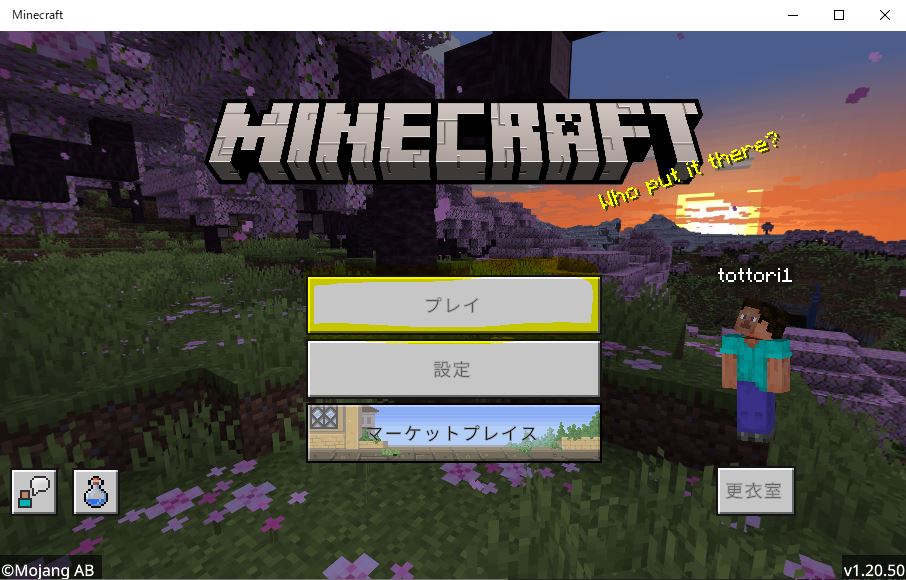 Minecraft
MINECRAFT
Who put it there?
tottori1
プレイ
設定
マーケットプレイス
更衣室
©Mojang AB
v1.20.50